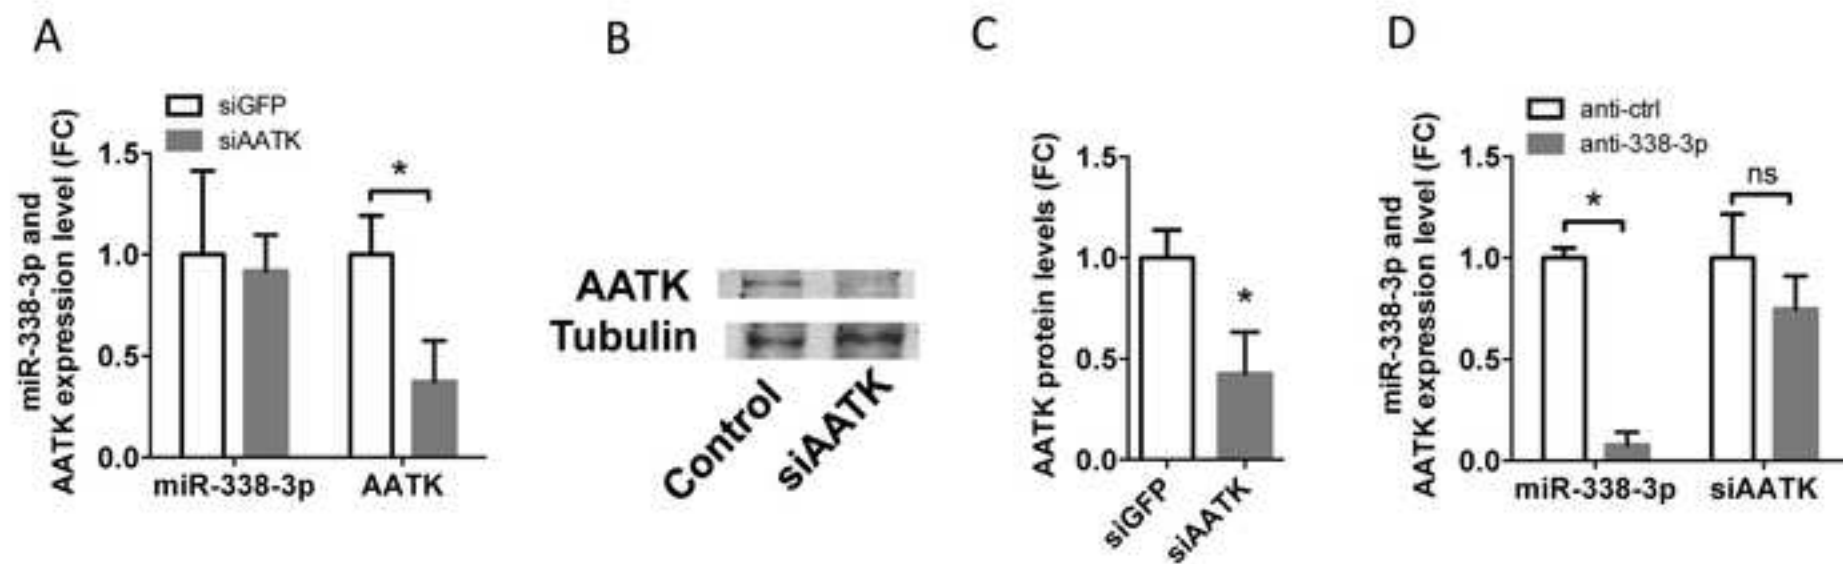 A
siGFP
siAATK
miR-338-3p and
AATK expression level (FC)
1.5
1.0
0.5
0.0
*
miR-338-3p
AATK
B
AATK
Tubulin
Control
siAATK
C
AATK protein levels (FC)
1.5
1.0
0.5
0.0
*
siGFP
siAATK
D
anti-ctrl
anti-338-3p
miR-338-3p and
AATK expression level (FC)
1.5
1.0
0.5
0.0
*
ns
miR-338-3p
siAATK